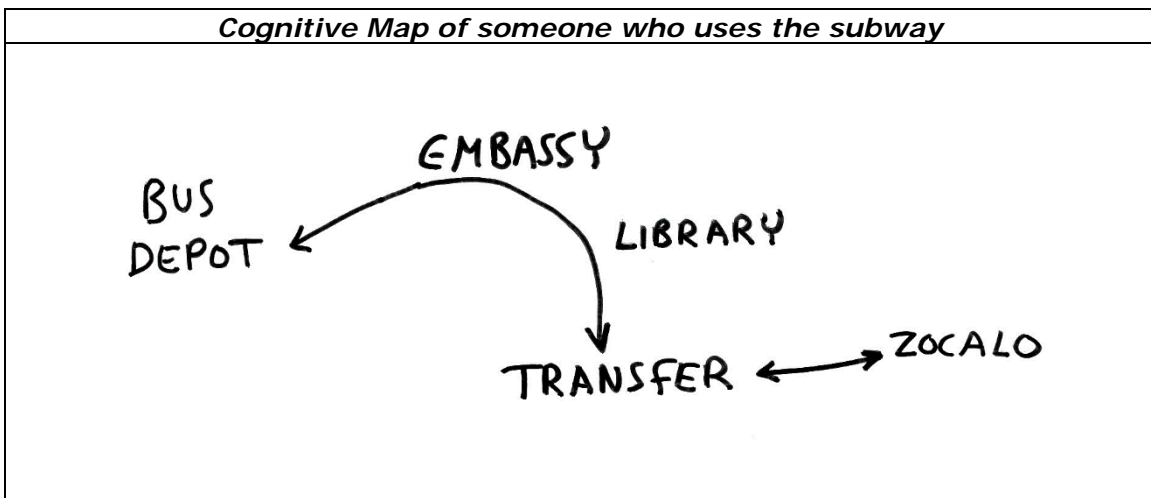 Cognitive Map of someone who uses the subway
EMBASSY
BUS
DEPOT
LIBRARY
TRANSFER
ZOCALO